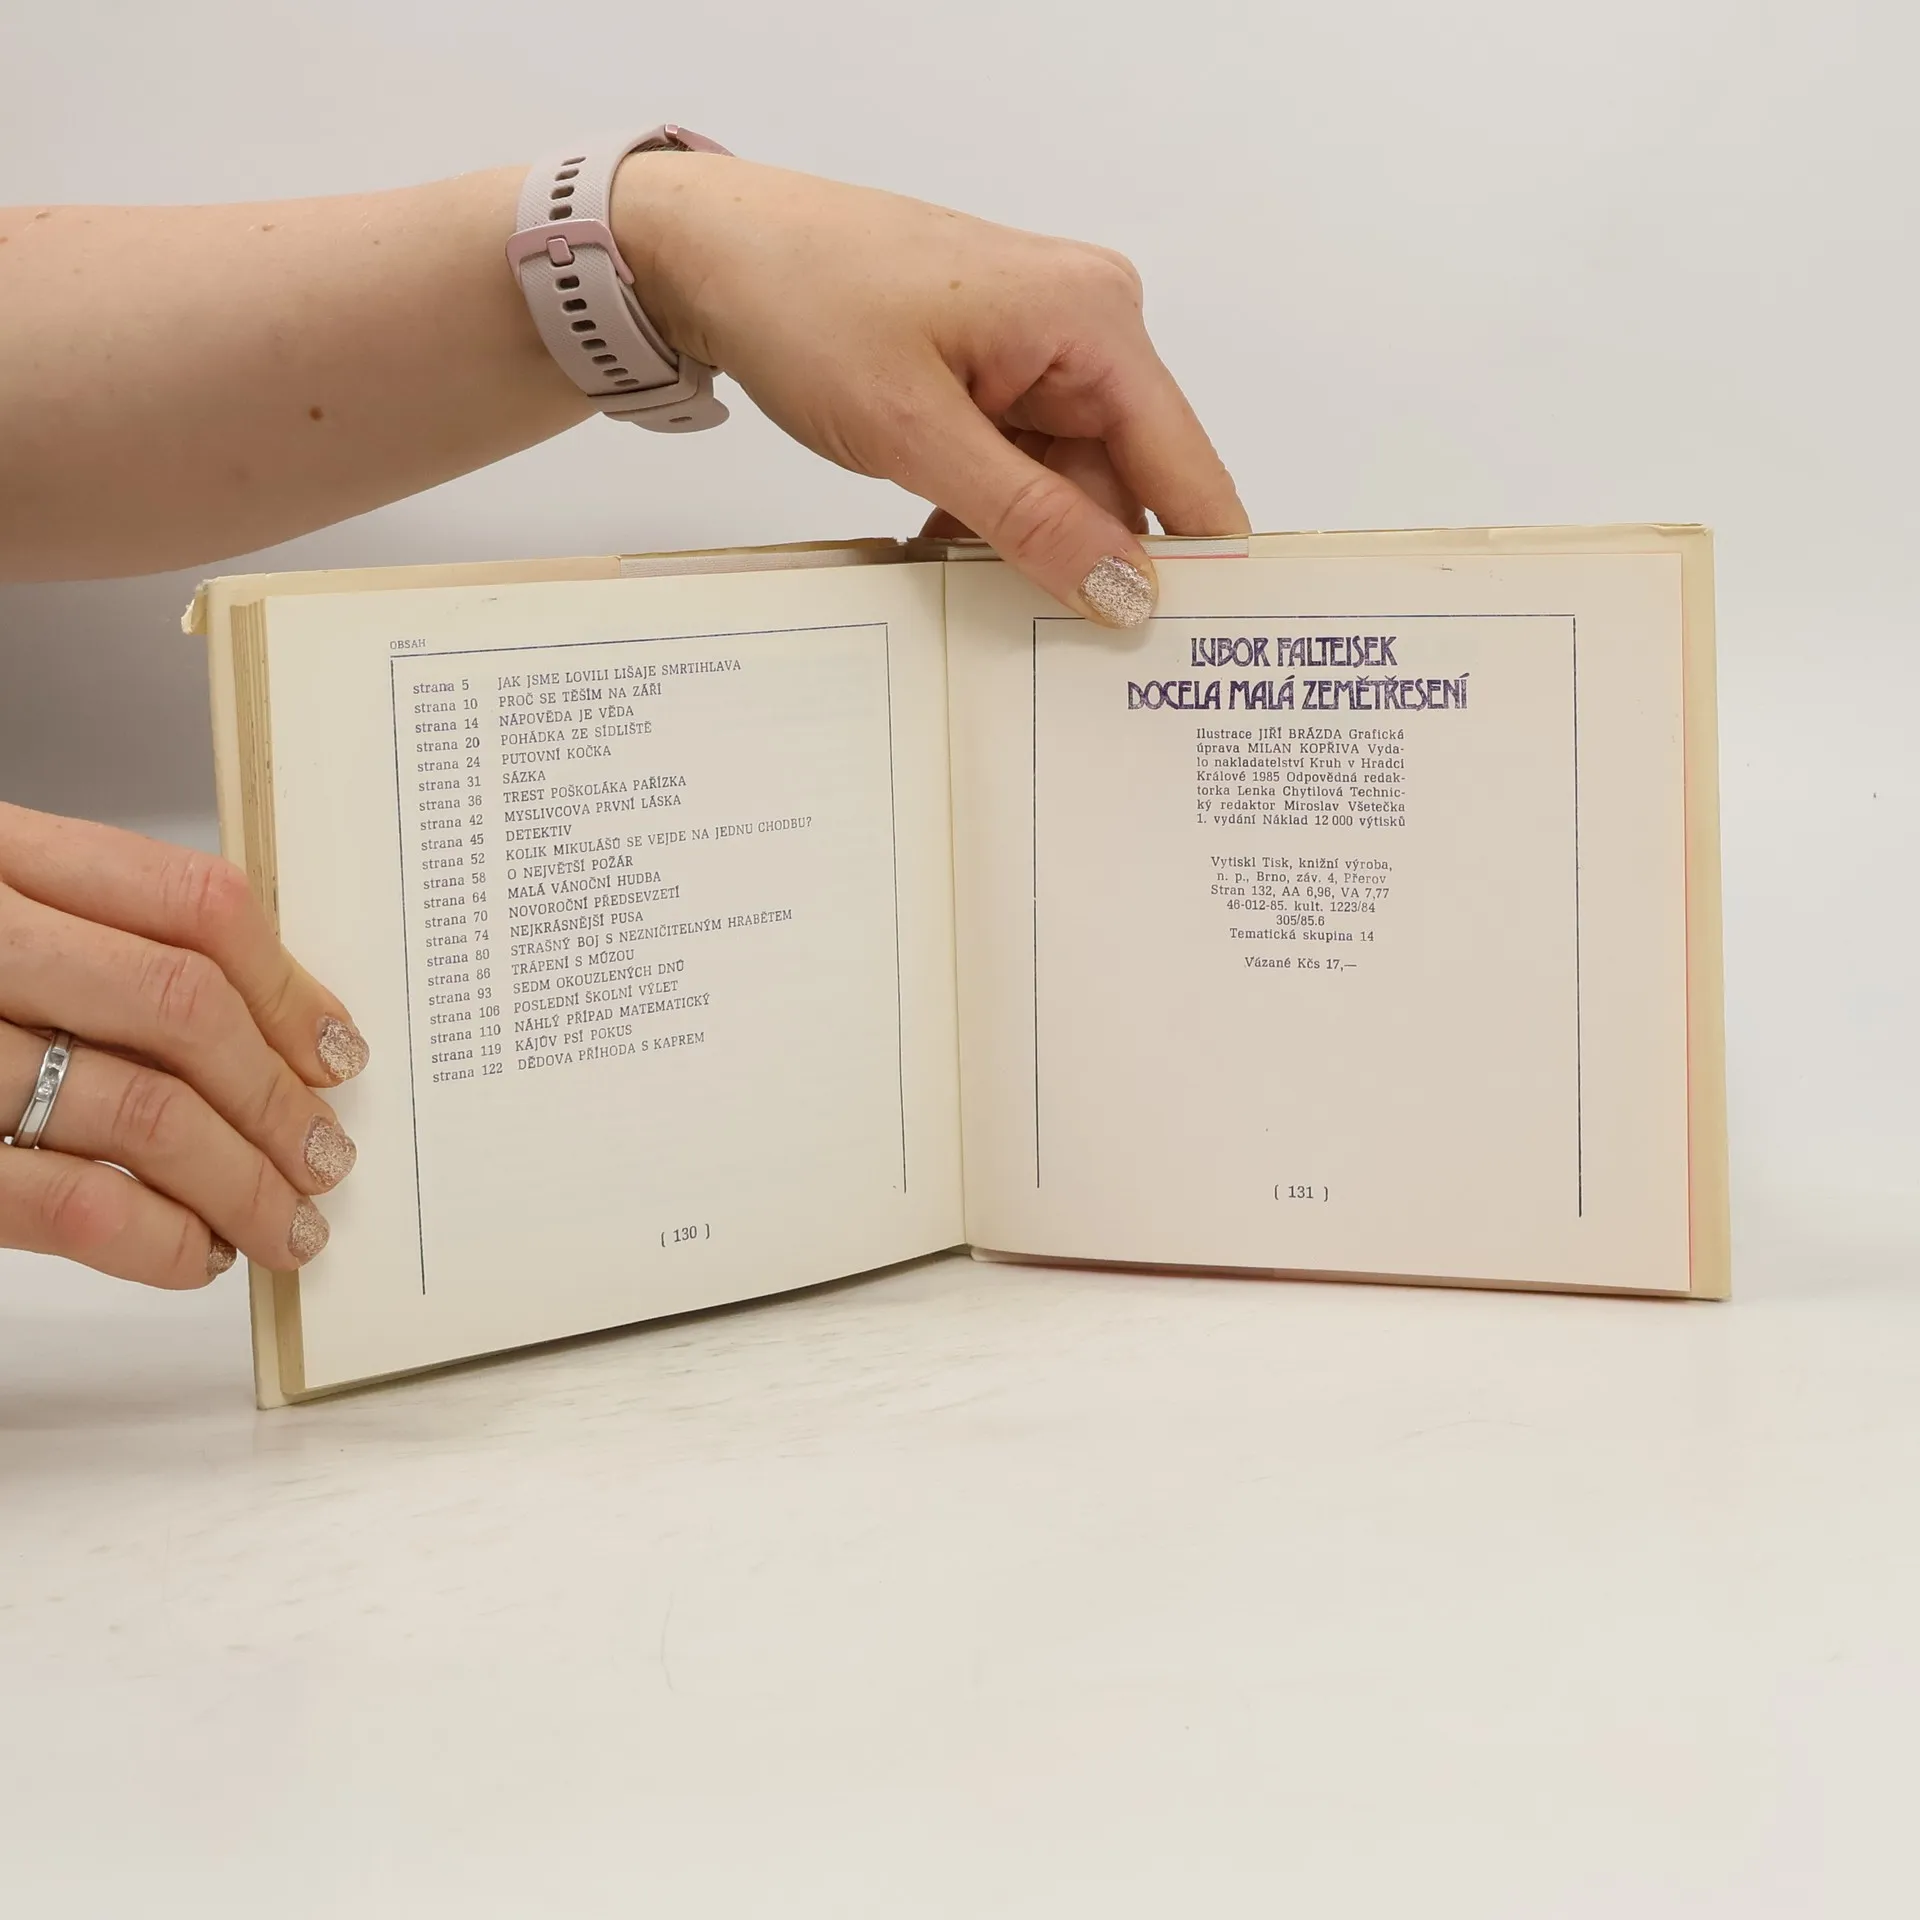 OBSAH
strana 5 JAK JSME LOVILI LIŠAJE SMRTIHLAVA
strana 10 PROČ SE TĚŠÍM NA ZÁŘÍ
strana 14 NÁPOVĚDA JE VĚDA
strana 20 POHÁDKA ZE SÍDLIŠTĚ
strana 24 PUTOVNÍ KOČKA
strana 31 SÁZKA
strana 36 TREST POŠKOLÁKA PAŘÍZKA
strana 42 MYSLIVCOVA PRVNÍ LÁSKA
strana 45 DETEKTIV
strana 52 KOLIK MIKULÁŠŮ SE VEJDE NA JEDNU CHODBU?
strana 58 O NEJVĚTŠÍ POŽÁR
strana 64 MALÁ VÁNOČNÍ HUDBA
strana 70 NOVOROČNÍ PŘEDSEVZETÍ
strana 74 NEJKRÁSNĚJŠÍ PUSA
strana 80 STRAŠNÝ BOJ S NEZNIČITELNÝM HRABĚTEM
strana 86 TRÁPENÍ S MÚZOU
strana 93 SEDM OKOUZLENÝCH DNŮ
strana 106 POSLEDNÍ ŠKOLNÍ VÝLET
strana 110 NÁHLÝ PŘÍPAD MATEMATICKÝ
strana 119 KÁJŮV PSÍ POKUS
strana 122 DĚDOVA PŘÍHODA S KAPREM
( 130 )
LUBOR FALTEISEK
DOCELA MALÁ ZEMĚTŘESENÍ
Ilustrace JIŘÍ BRÁZDA Grafická
úprava MILAN KOPŘIVA Vyda-
lo nakladatelství Kruh v Hradci
Králové 1985 Odpovědná redak-
torka Lenka Chytilová Technic-
ký redaktor Miroslav Všetečka
1. vydání Náklad 12 000 výtisků
Vytiskl Tisk, knižní výroba,
n. p., Brno, záv. 4, Přerov
Stran 132, AA 6,96, VA 7,77
46-012-85. kult. 1223/84
305/85.6
Tematická skupina 14
Vázané Kčs 17,—
( 131 )